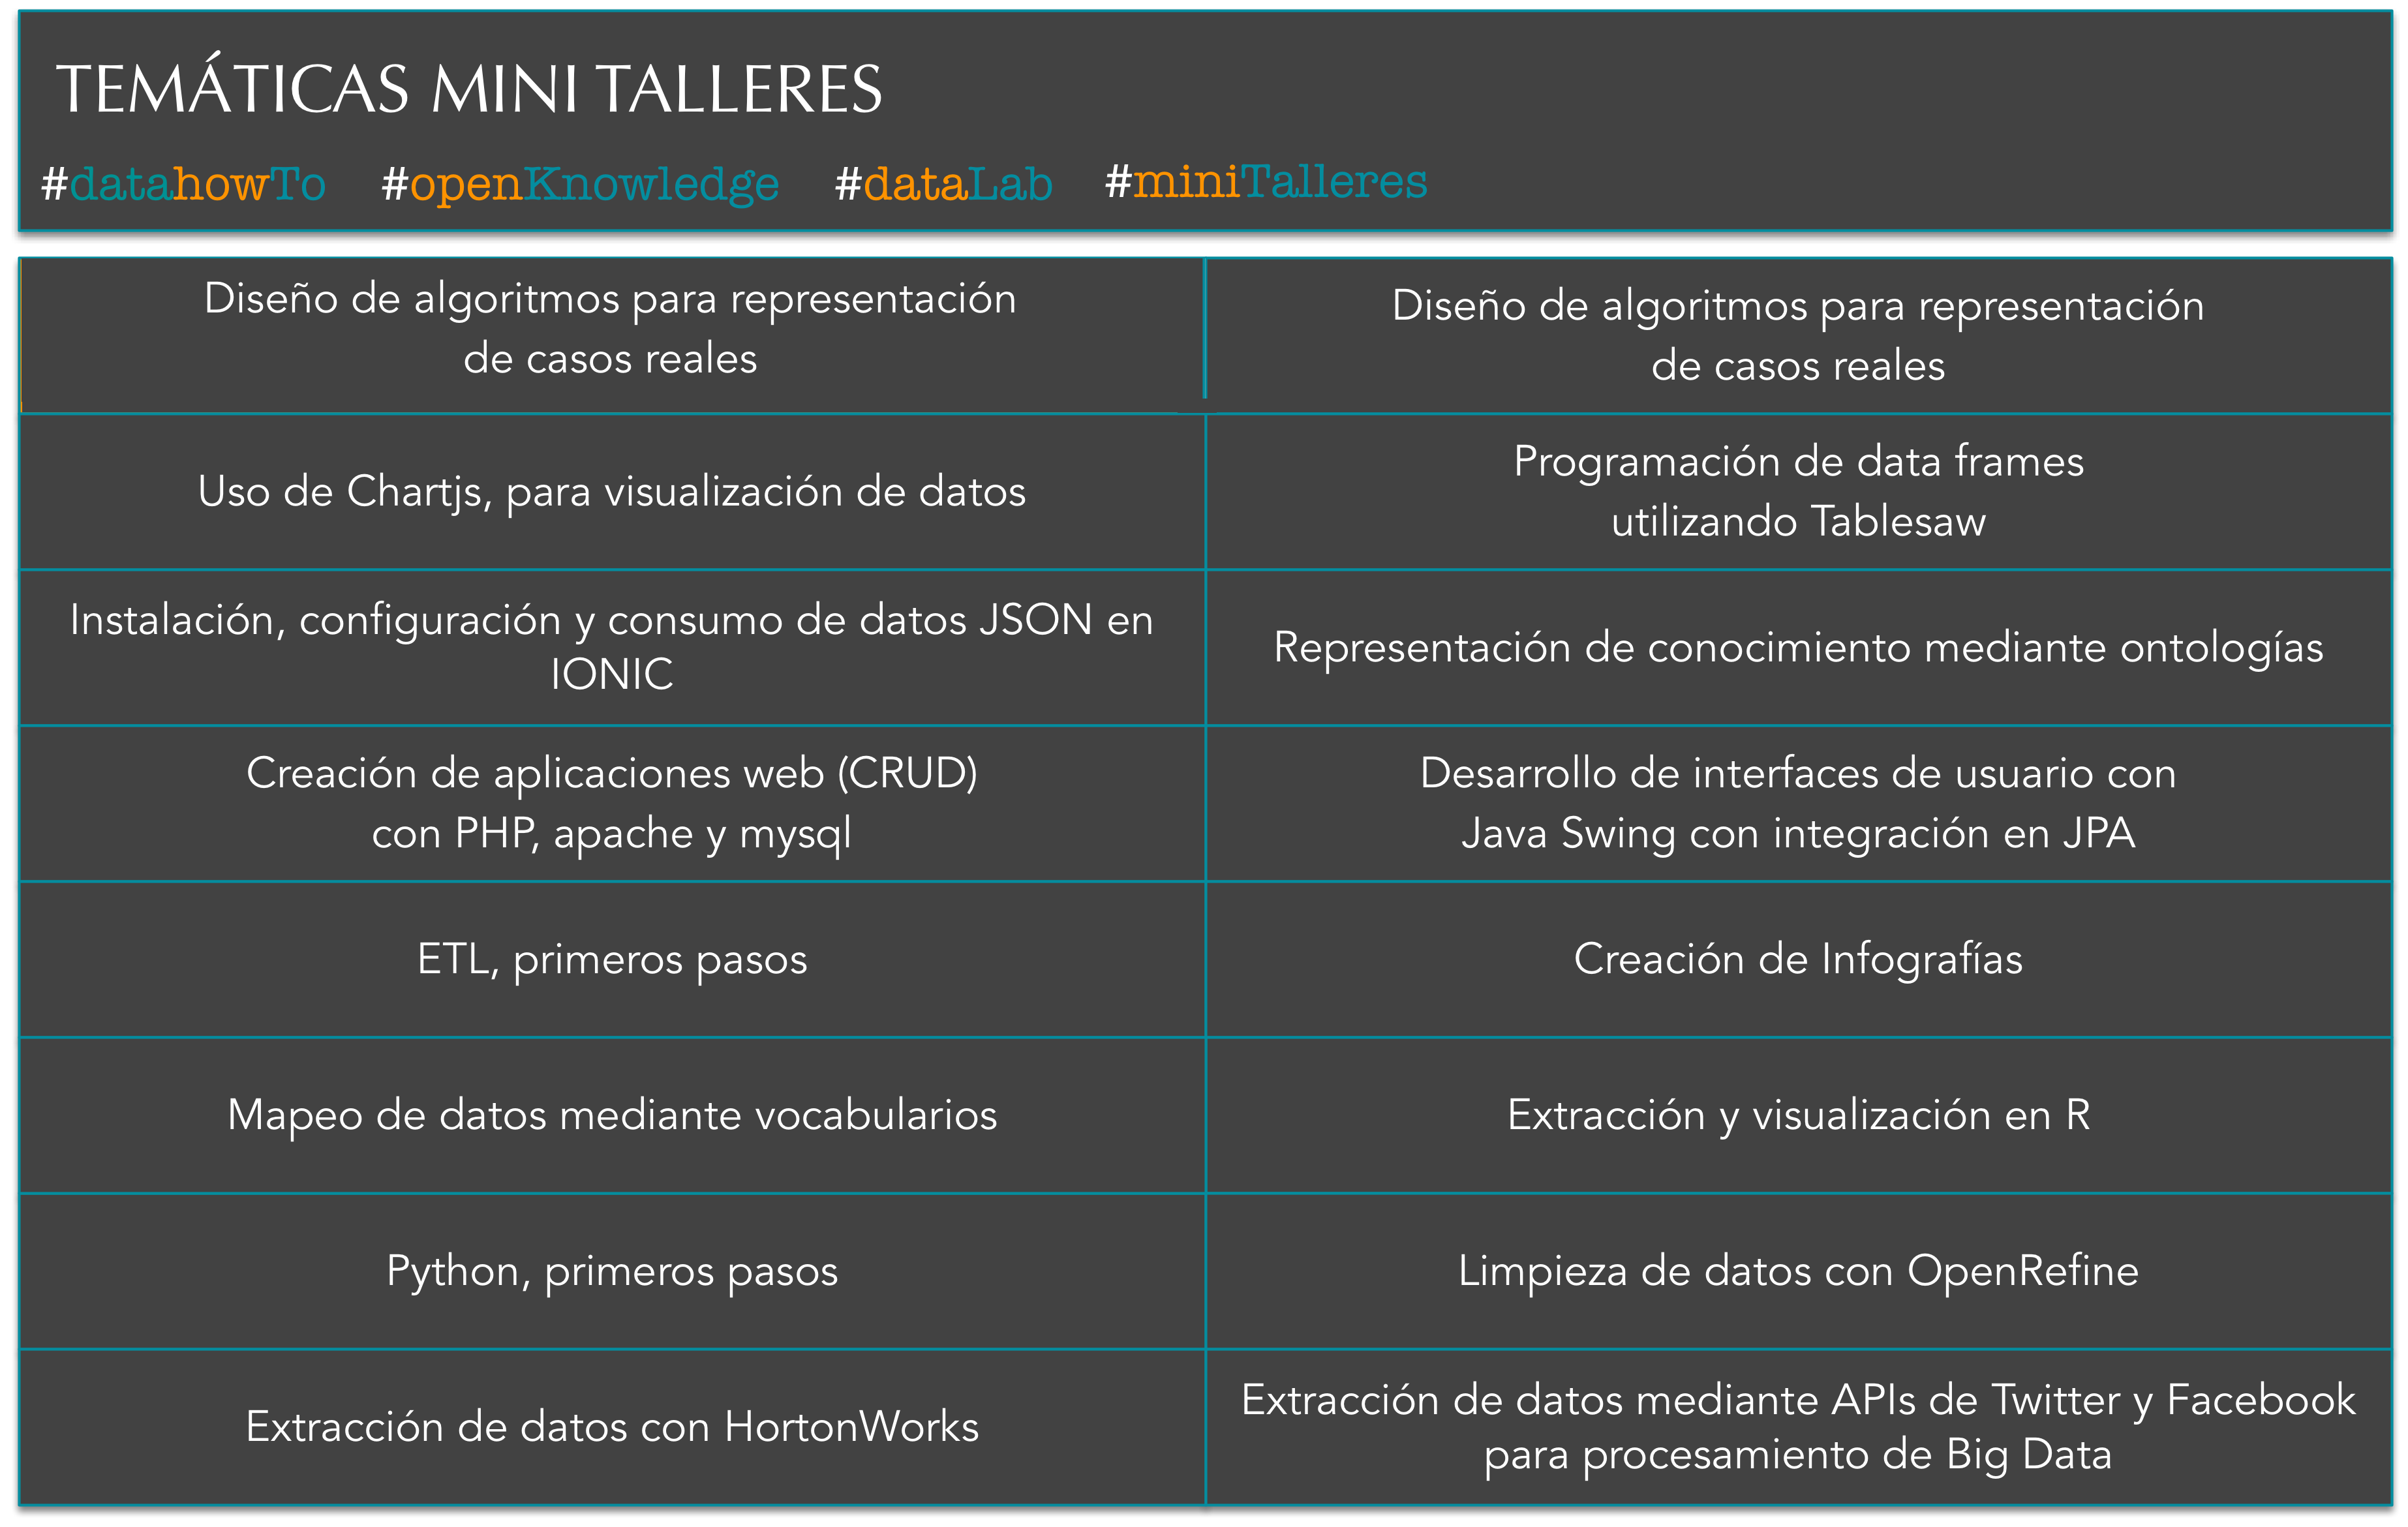 TEMÁTICAS MINI TALLERES
#datahowTo #openKnowledge #dataLab #miniTalleres
Diseño de algoritmos para representación
de casos reales
Diseño de algoritmos para representación
de casos reales
Uso de Chartjs, para visualización de datos
Programación de data frames
utilizando Tablesaw
Instalación, configuración y consumo de datos JSON en
IONIC
Representación de conocimiento mediante ontologías
Creación de aplicaciones web (CRUD)
con PHP, apache y mysql
Desarrollo de interfaces de usuario con
Java Swing con integración en JPA
ETL, primeros pasos
Creación de Infografías
Mapeo de datos mediante vocabularios
Extracción y visualización en R
Python, primeros pasos
Limpieza de datos con OpenRefine
Extracción de datos con HortonWorks
Extracción de datos mediante APIs de Twitter y Facebook
para procesamiento de Big Data